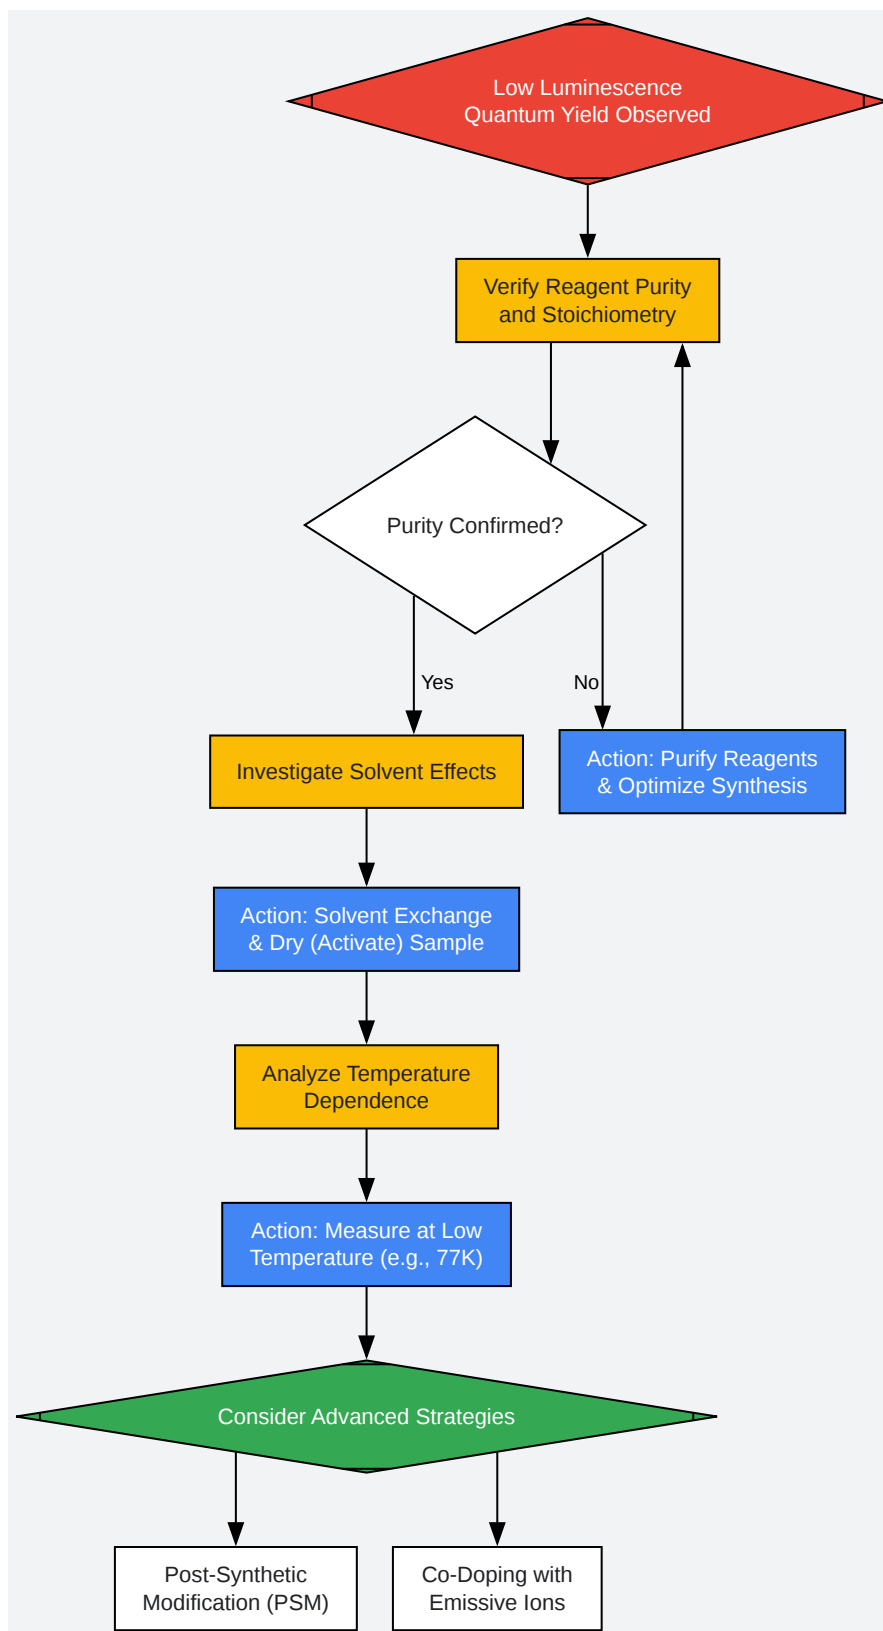 Low Luminescence
Quantum Yield Observed
Verify Reagent Purity
and Stoichiometry
Purity Confirmed?
Yes
No
Investigate Solvent Effects
Action: Purify Reagents
& Optimize Synthesis
Action: Solvent Exchange
& Dry (Activate) Sample
Analyze Temperature
Dependence
Action: Measure at Low
Temperature (e.g., 77K)
Consider Advanced Strategies
Post-Synthetic
Modification (PSM)
Co-Doping with
Emissive Ions